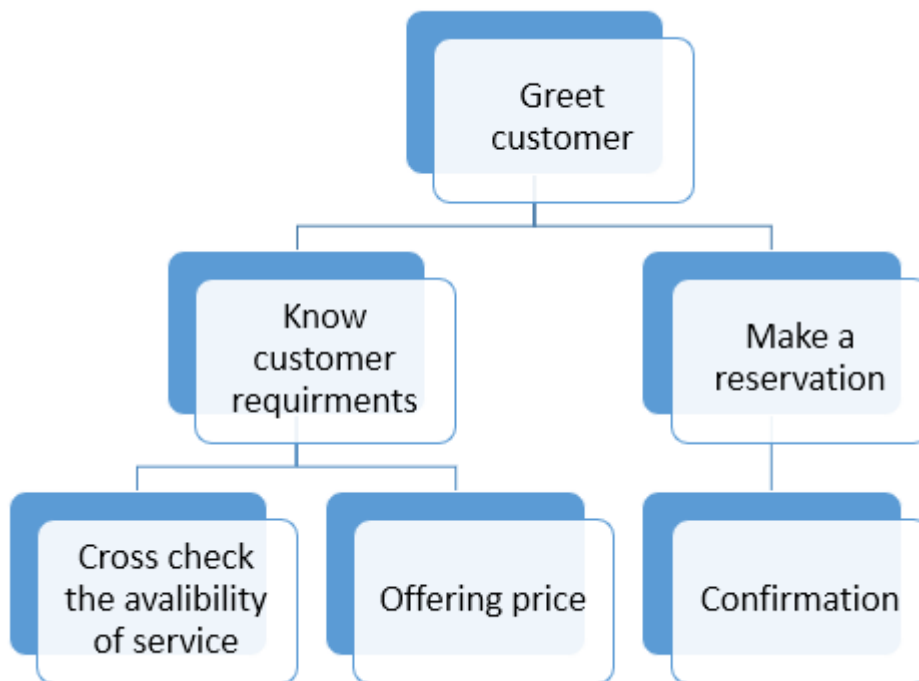 Greet
customer
Know
customer
requirments
Make a
reservation
Cross check
the avalibility
of service
Offering price
Confirmation